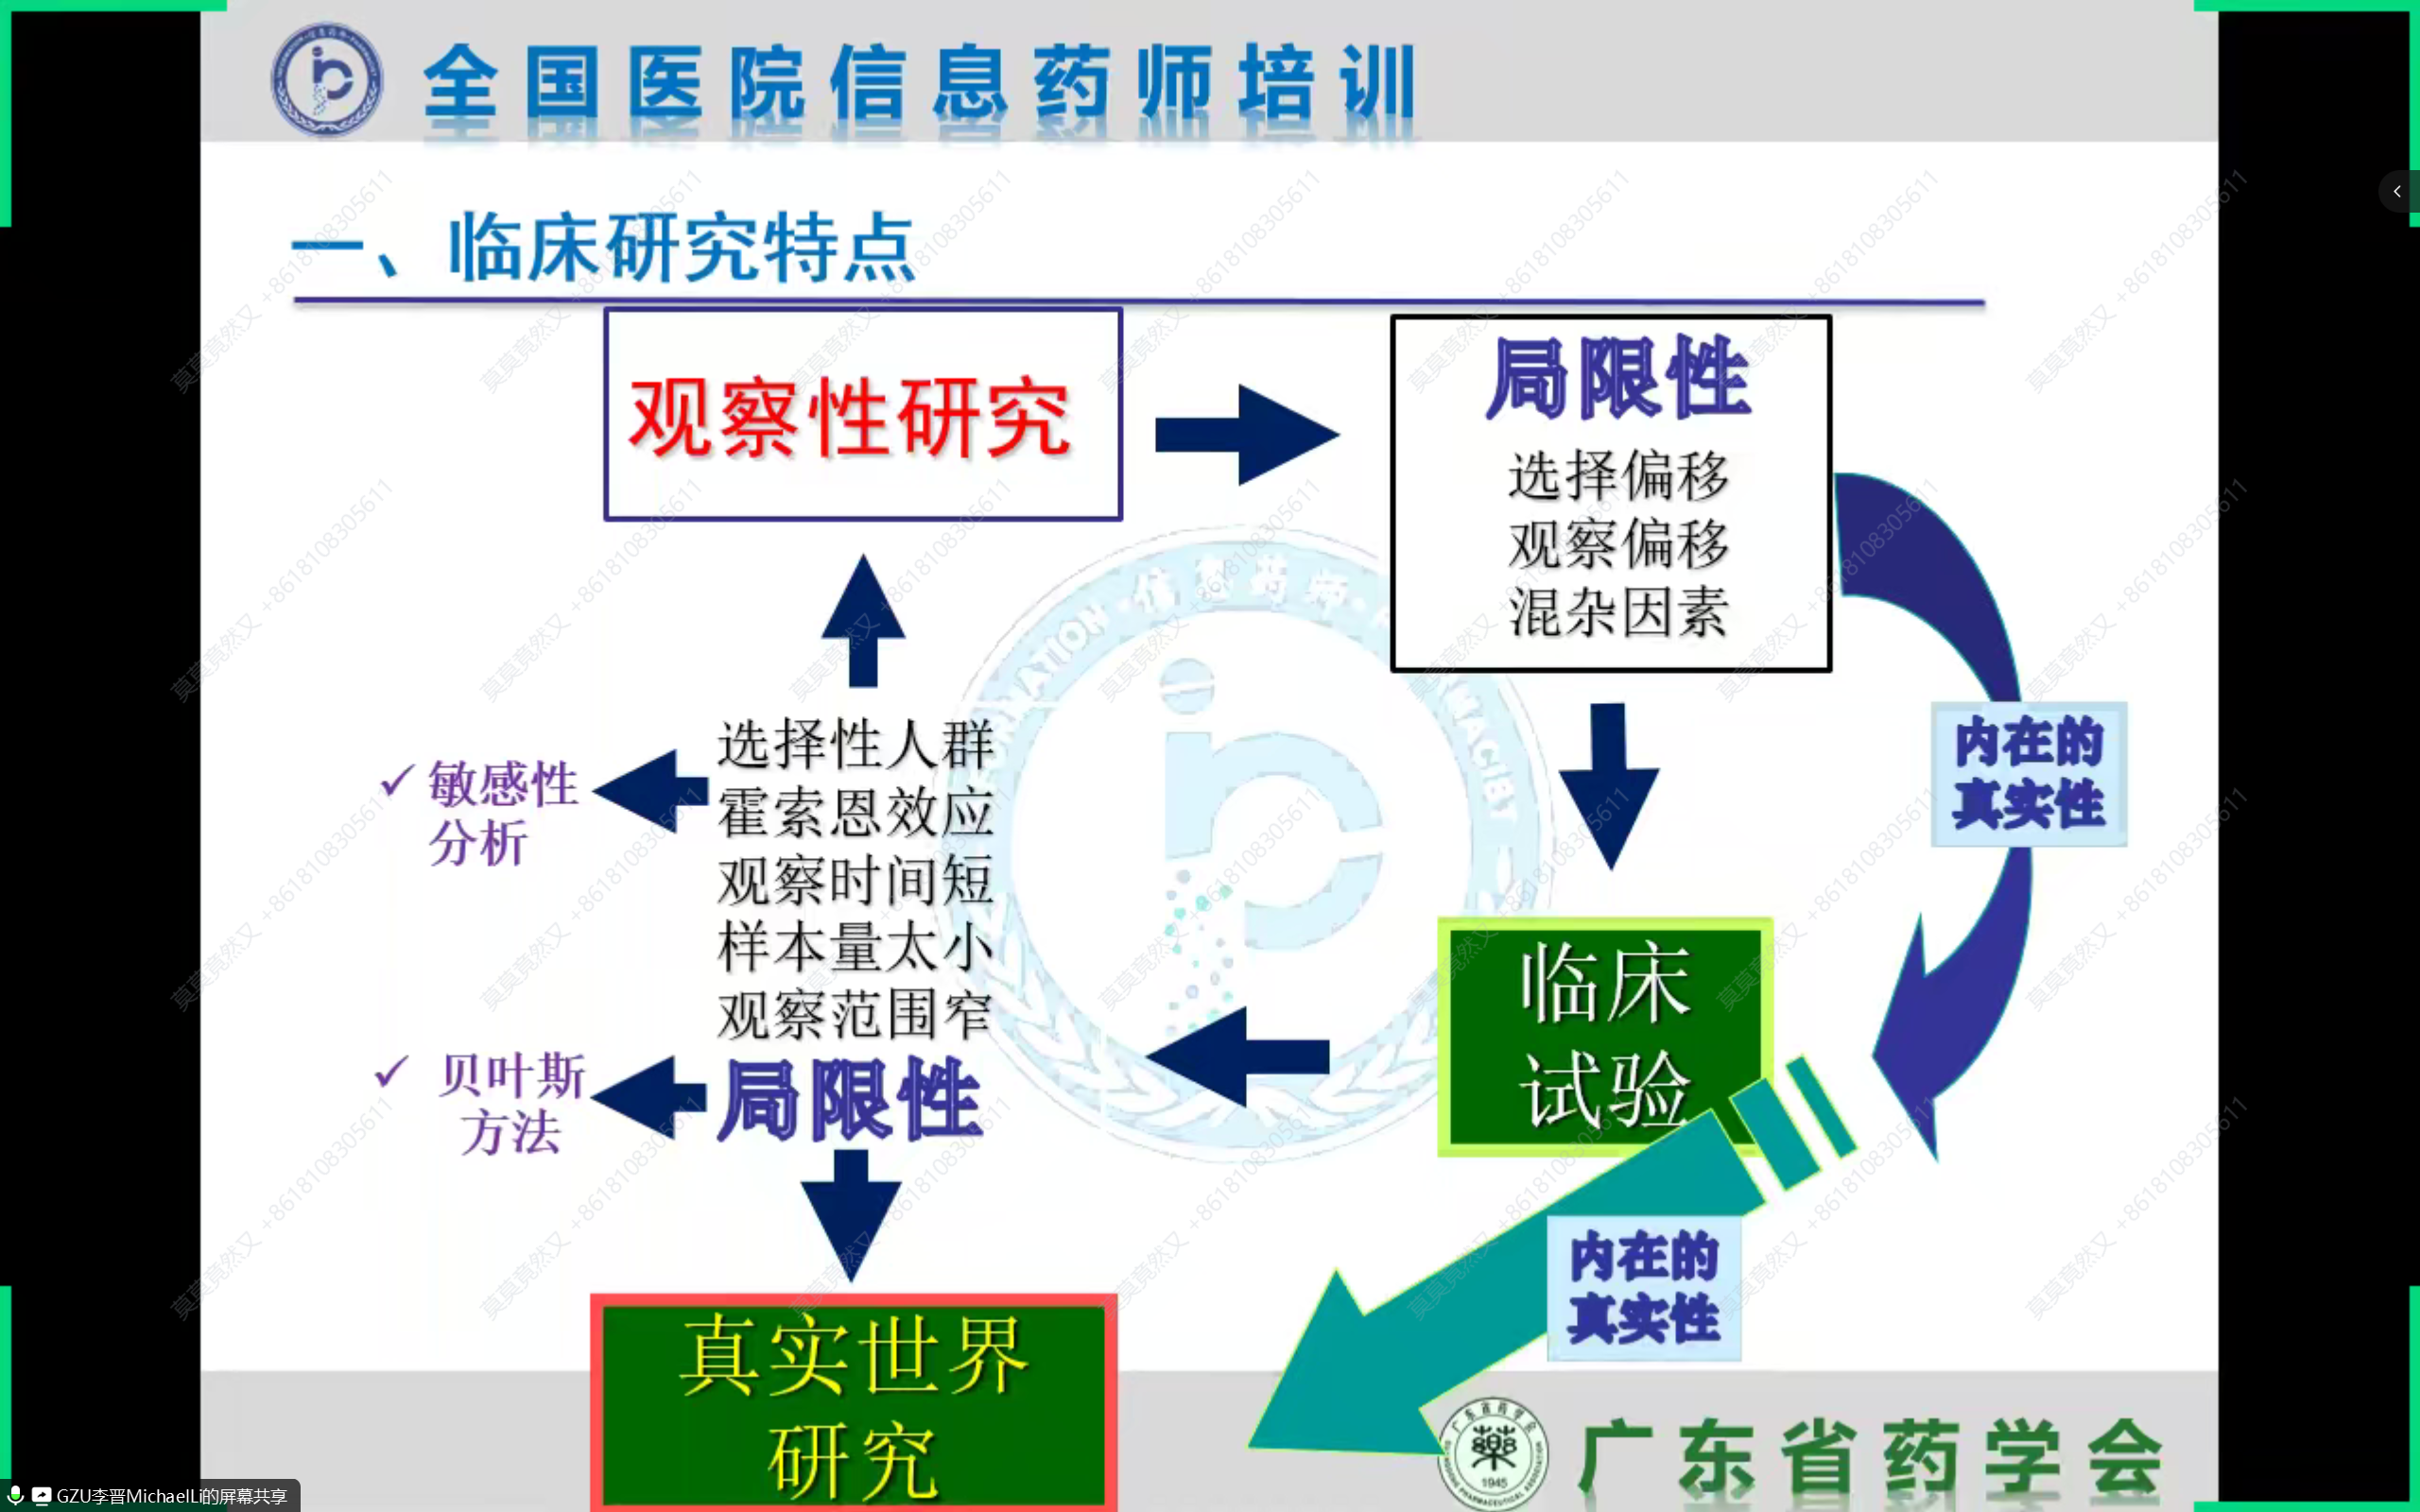 全国医院信息药师培训
一、临床研究特点
观察性研究
局限性
选择偏移
观察偏移
混杂因素
内在的
真实性
选择性人群
霍索恩效应
观察时间短
样本量太小
观察范围窄
局限性
✓ 敏感性
分析
✓ 贝叶斯
方法
临床
试验
内在的
真实性
真实世界
研究
广东省药学会
1945
GZU李晋MichaelLi的屏幕共享
莫莫竟然又 +8618108305611